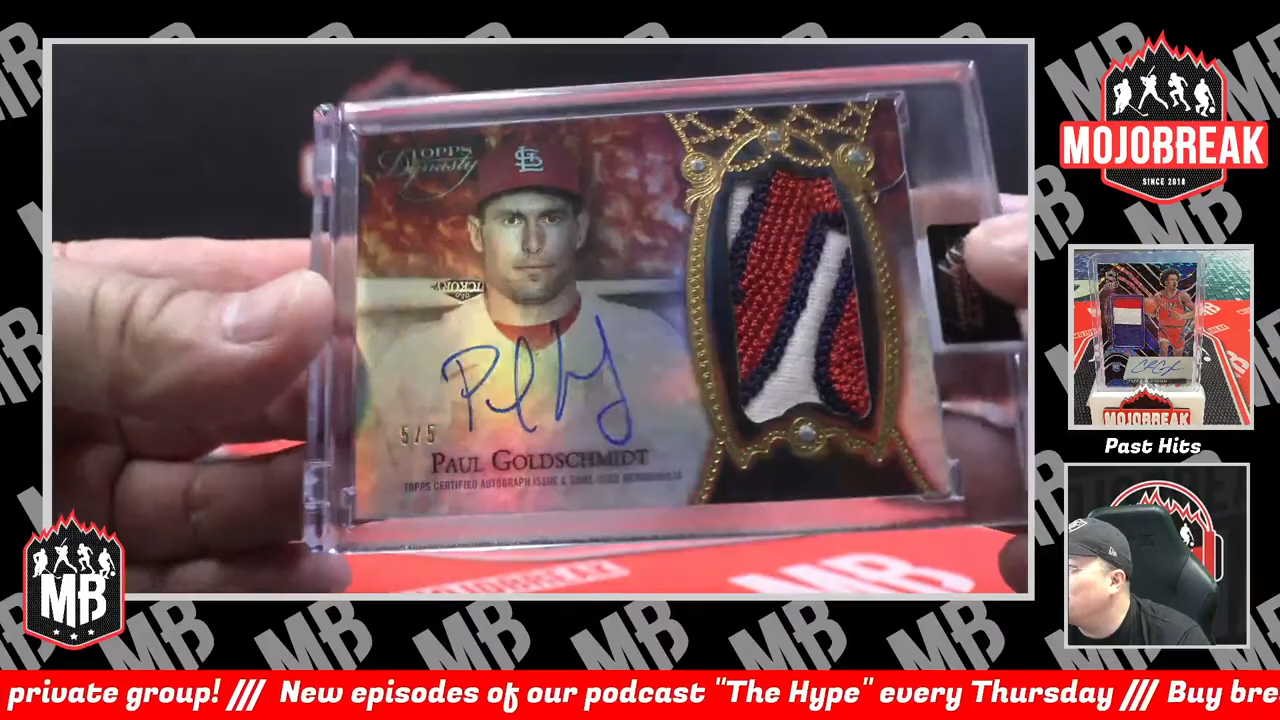 TOPPS
Dynasty
5/5
PAUL GOLDSCHMIDT
TOPPS CERTIFIED AUTOGRAPH ISSUE & GAME-USED MEMORABILIA
MOJOBREAK
SINCE 2010
MOJOBREAK
Past Hits
MB
private group! /// New episodes of our podcast "The Hype" every Thursday /// Buy bre